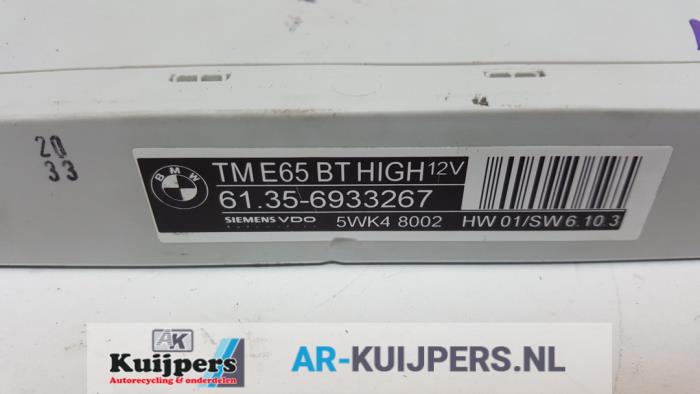 20
33
BMW
TM E65 BT HIGH 12V
61.35-6933267
SIEMENS VDO
5WK4 8002
HW 01/SW 6.10.3
AK
Kuijpers
Autorecycling & onderdelen
AR-KUIJPERS.NL